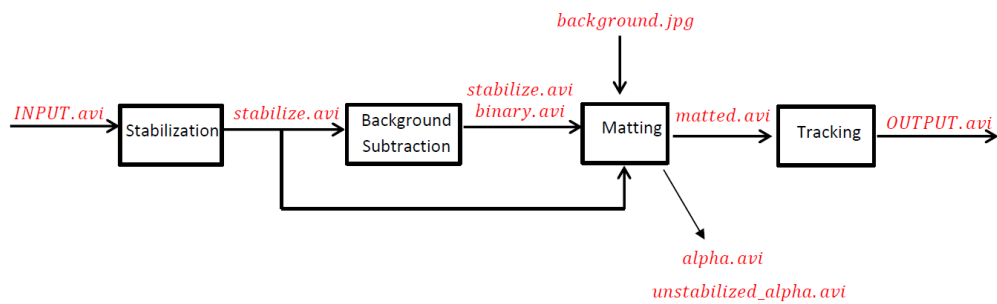 background.jpg
INPUT.avi
Stabilization
stabilize.avi
Background
Subtraction
stabilize.avi
binary.avi
Matting
matted.avi
Tracking
OUTPUT.avi
alpha.avi
unstabilized_alpha.avi